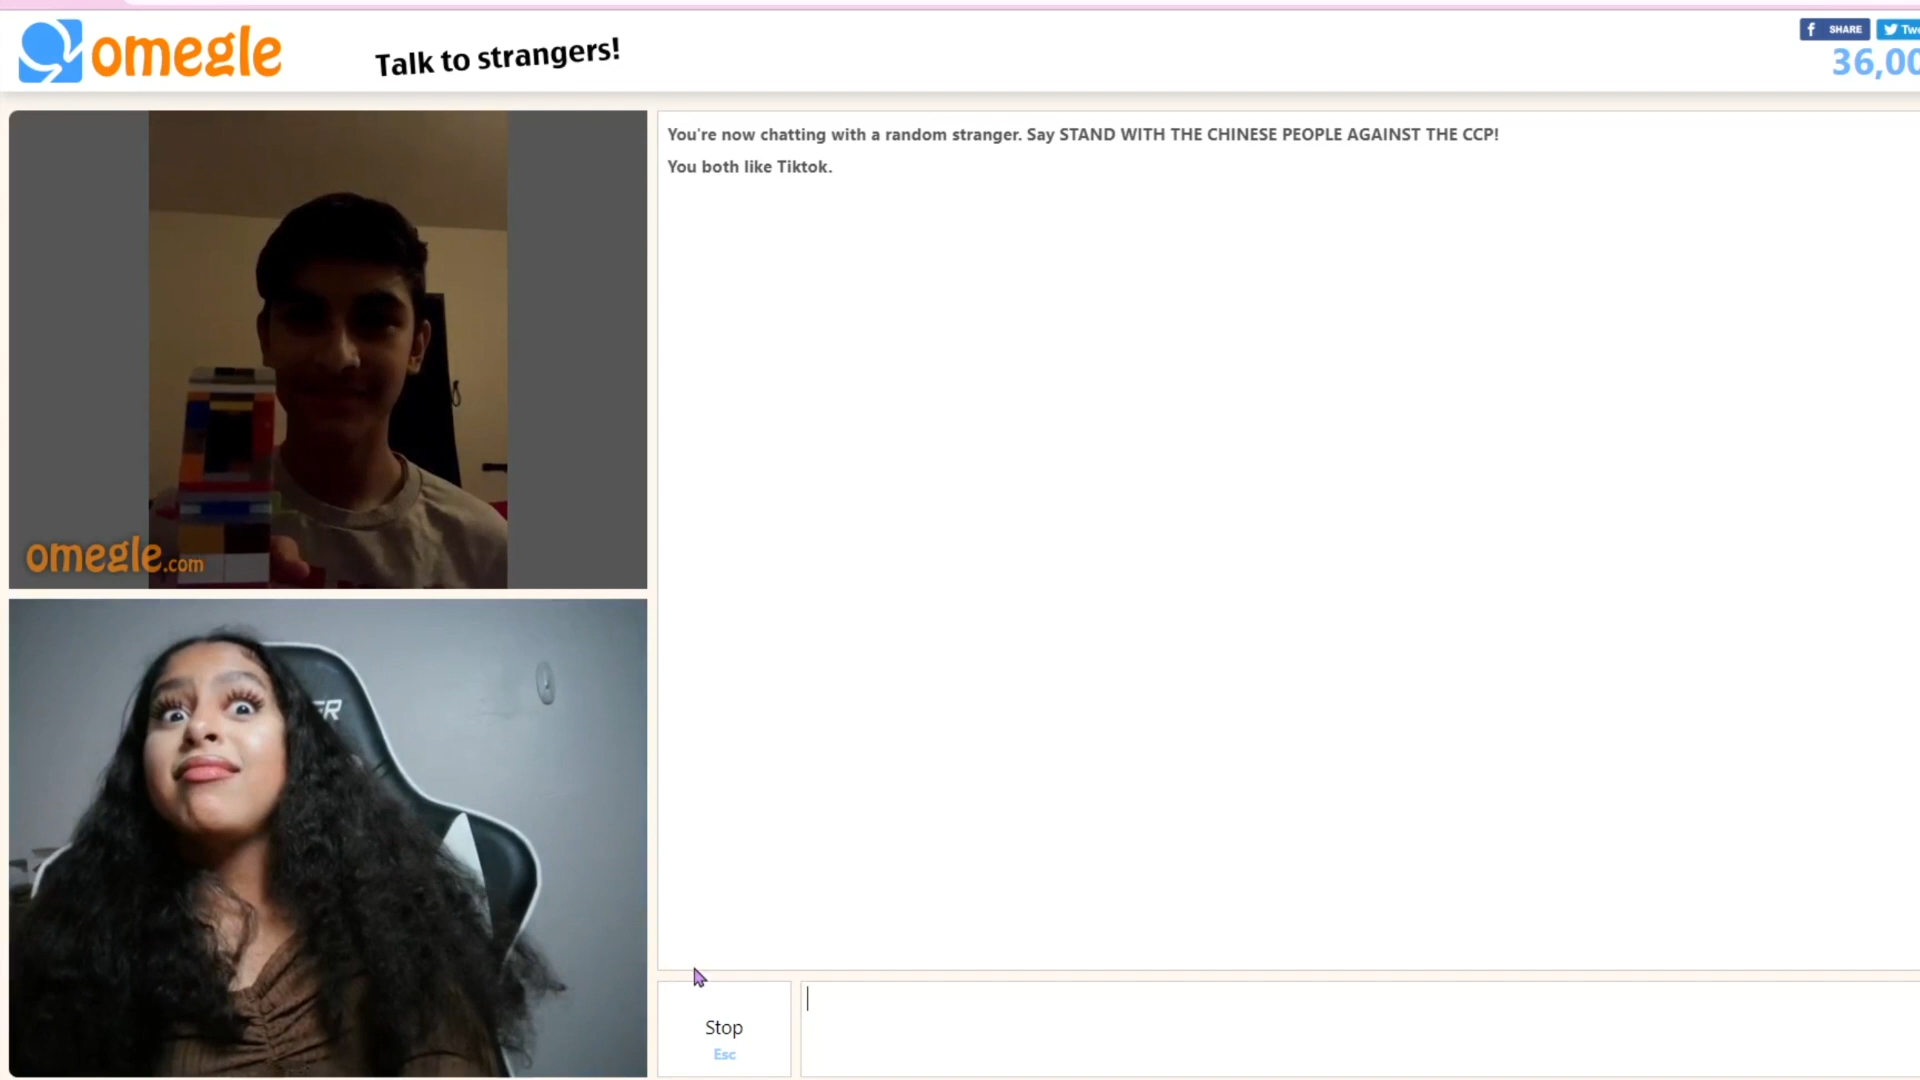 omegle
Talk to strangers!
SHARE
36,00
You're now chatting with a random stranger. Say STAND WITH THE CHINESE PEOPLE AGAINST THE CCP!
You both like Tiktok.
omegle.com
Stop
Esc